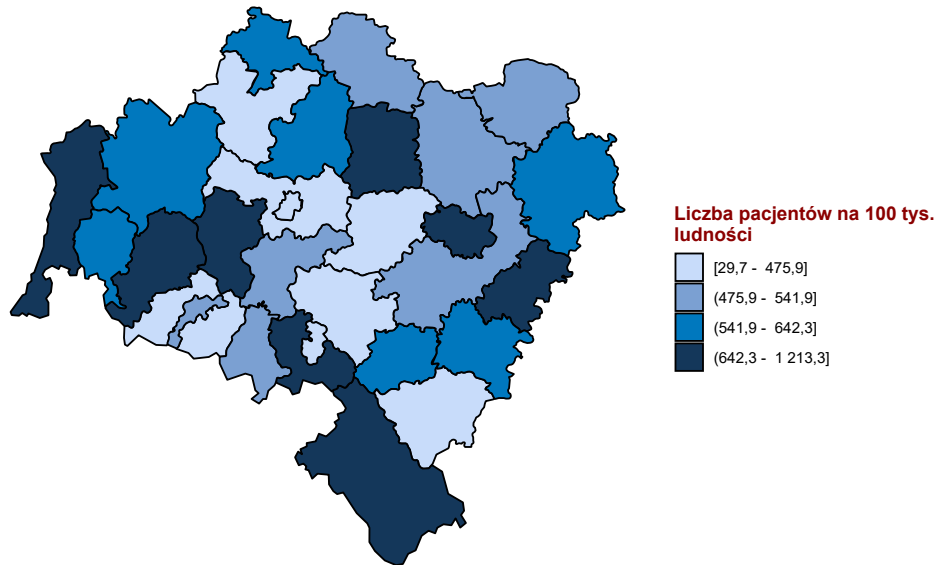 Liczba pacjentów na 100 tys.
ludności
[29,7 - 475,9]
(475,9 - 541,9]
(541,9 - 642,3]
(642,3 - 1 213,3]